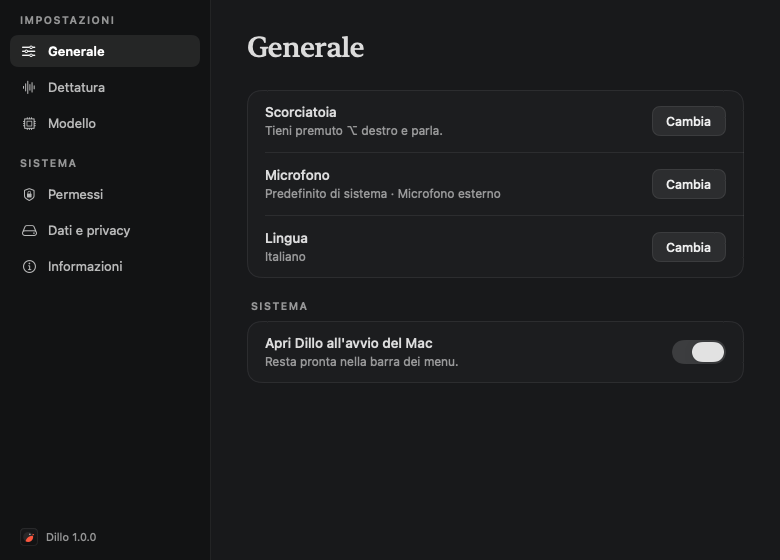 IMPOSTAZIONI
Generale
Dettatura
Modello
SISTEMA
Permessi
Dati e privacy
Informazioni
Dillo 1.0.0
Generale
Scorciatoia
Tieni premuto ⌥ destro e parla.
Cambia
Microfono
Predefinito di sistema · Microfono esterno
Cambia
Lingua
Italiano
Cambia
SISTEMA
Apri Dillo all'avvio del Mac
Resta pronta nella barra dei menu.